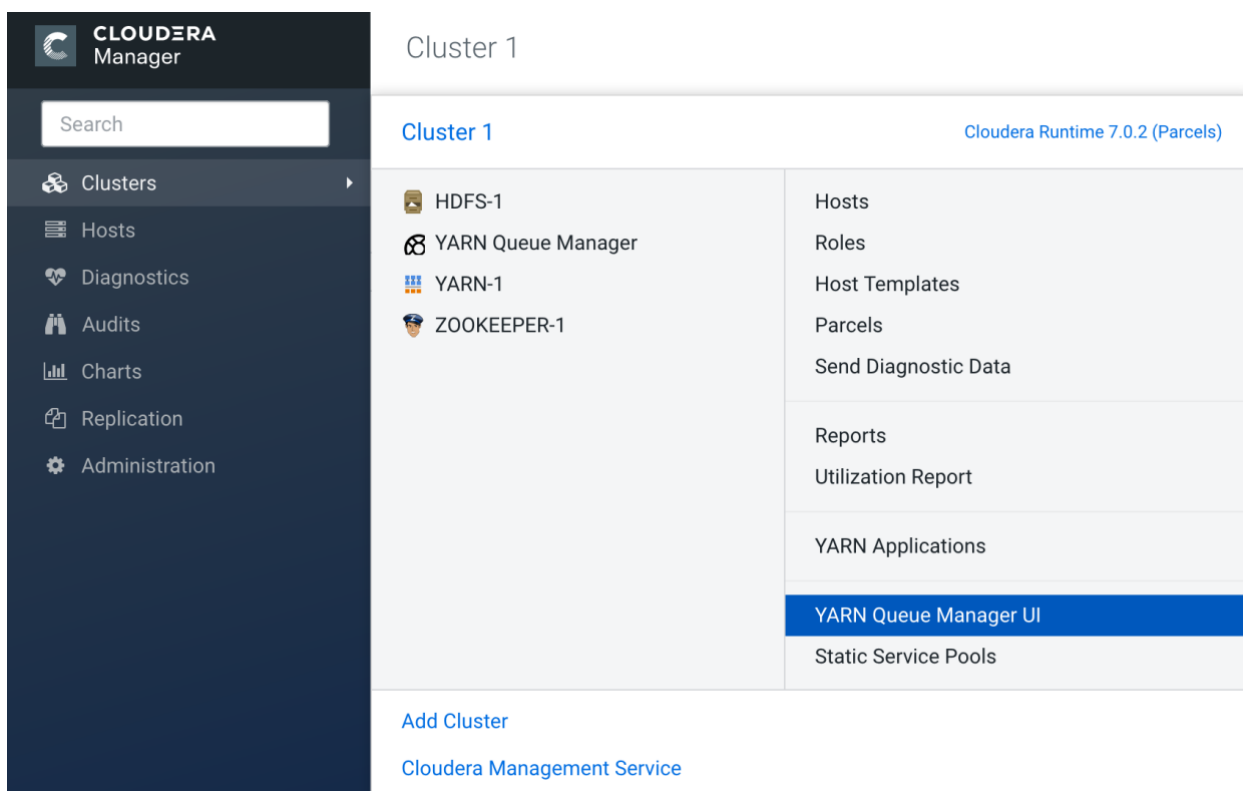 CLOUDERA
Manager
Cluster 1
Search
Clusters
Hosts
Diagnostics
Audits
Charts
Replication
Administration
Cluster 1
Cloudera Runtime 7.0.2 (Parcels)
HDFS-1
YARN Queue Manager
YARN-1
ZOOKEEPER-1
Hosts
Roles
Host Templates
Parcels
Send Diagnostic Data
Reports
Utilization Report
YARN Applications
YARN Queue Manager UI
Static Service Pools
Add Cluster
Cloudera Management Service